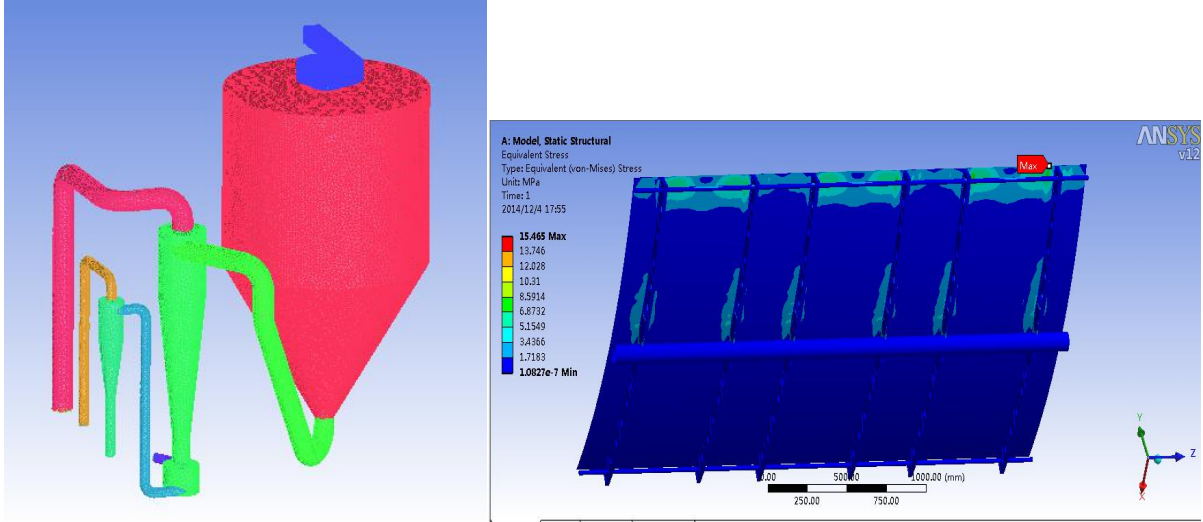 A: Model, Static Structural
Equivalent Stress
Type: Equivalent (von-Mises) Stress
Unit: MPa
Time: 1
2014/12/4 17:55
15.465 Max
13.746
12.028
10.31
8.5914
6.8732
5.1549
3.4366
1.7183
1.0827e-7 Min
ANSYS
v12
Max
0.00 500.00 1000.00 (mm)
250.00 750.00
Y
Z
X